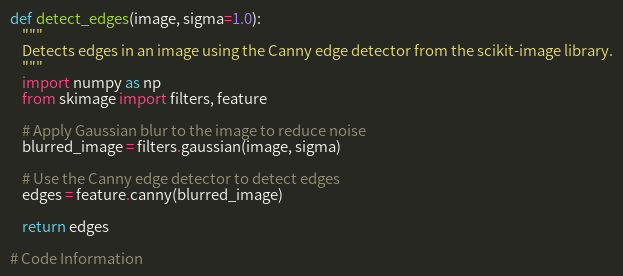 def detect_edges(image, sigma=1.0):
    """
    Detects edges in an image using the Canny edge detector from the scikit-image library.
    """
    import numpy as np
    from skimage import filters, feature

    # Apply Gaussian blur to the image to reduce noise
    blurred_image = filters.gaussian(image, sigma)

    # Use the Canny edge detector to detect edges
    edges = feature.canny(blurred_image)

    return edges

# Code Information